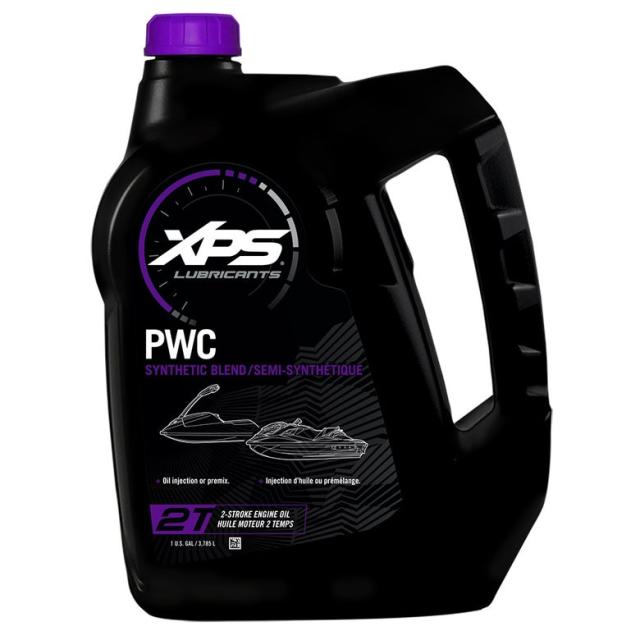 XPS
LUBRICANTS
PWC
SYNTHETIC BLEND/SEMI-SYNTHÉTIQUE
• Oil injection or premix. • Injection d'huile ou prémélange.
2T 2-STROKE ENGINE OIL
HUILE MOTEUR 2 TEMPS
1 U.S. GAL / 3,785 L